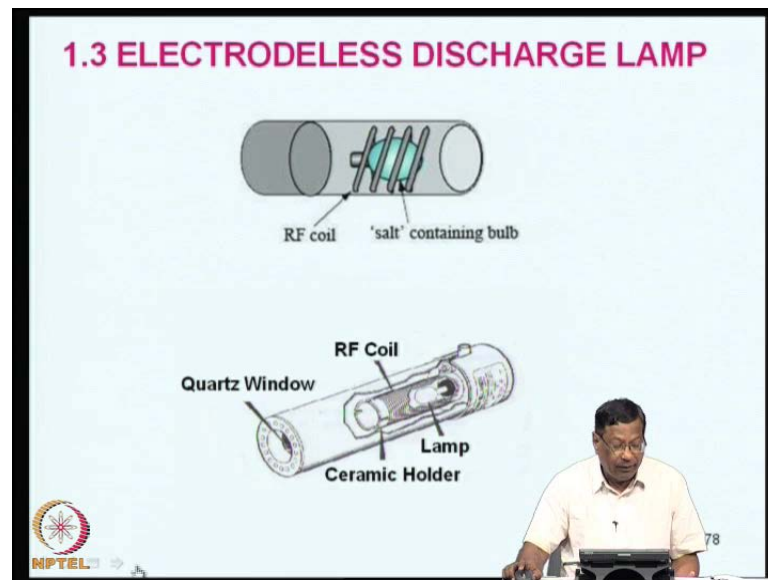 1.3 ELECTRODELESS DISCHARGE LAMP
RF coil
'salt' containing bulb
RF Coil
Quartz Window
Lamp
Ceramic Holder
78
NPTEL